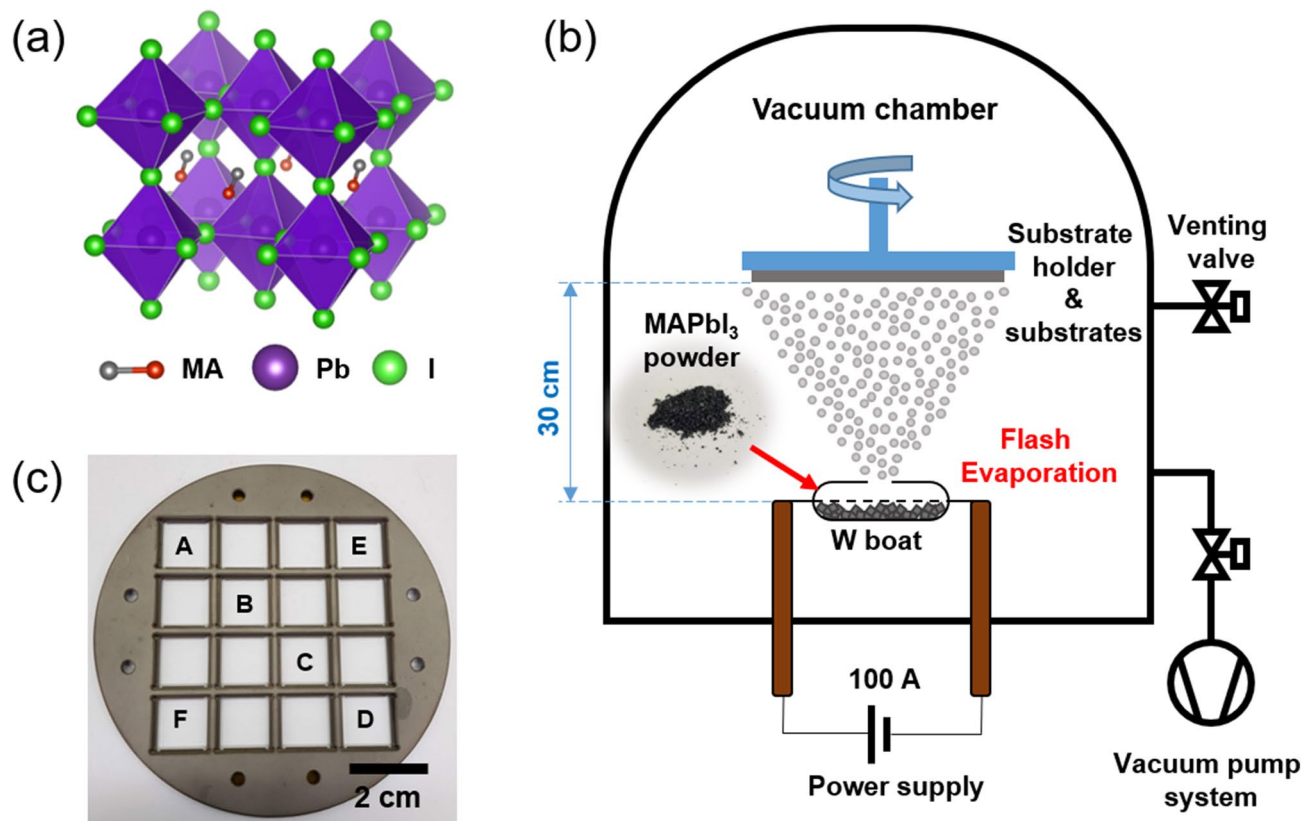 (a)
MA
Pb
I
(b)
Vacuum chamber
Substrate
holder
&
substrates
Venting
valve
MAPbI₃
powder
30 cm
Flash
Evaporation
W boat
100 A
Power supply
Vacuum pump
system
(c)
A
E
B
C
F
D
2 cm